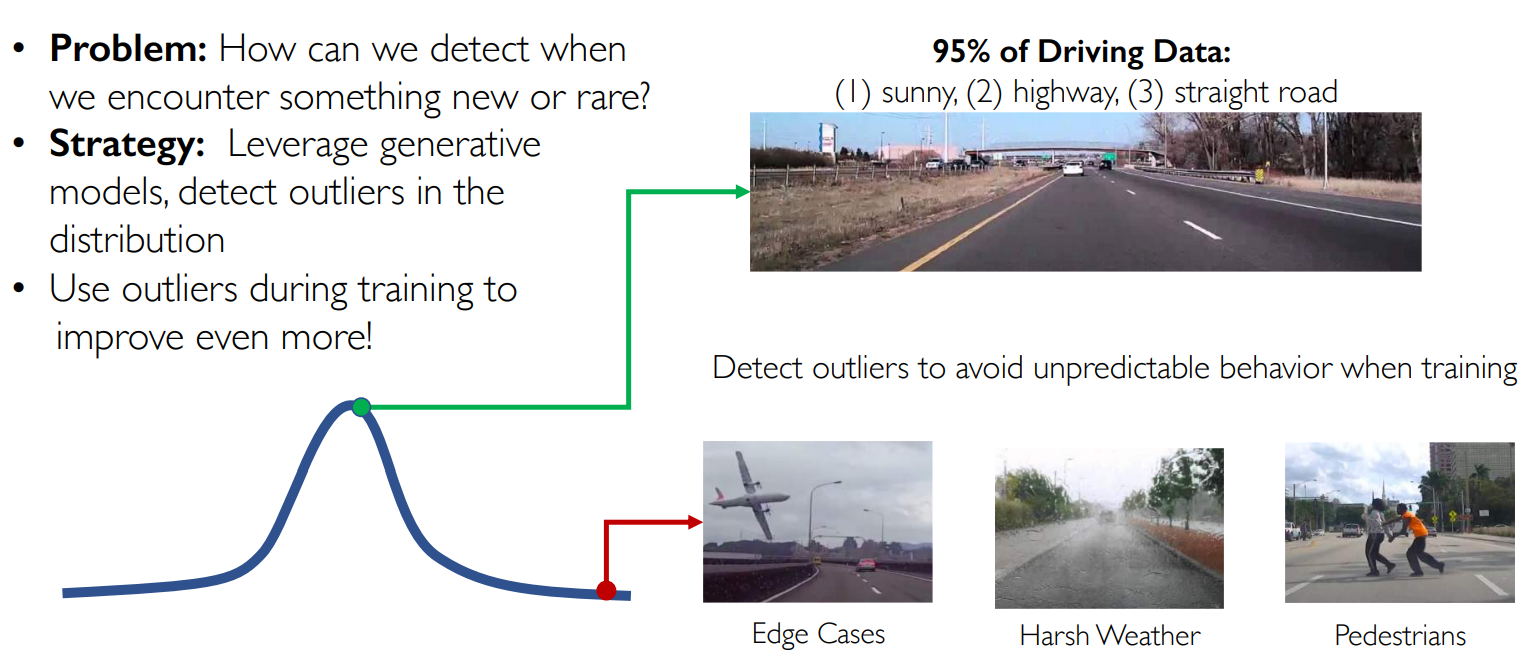 • Problem: How can we detect when
we encounter something new or rare?
• Strategy: Leverage generative
models, detect outliers in the
distribution
• Use outliers during training to
improve even more!
95% of Driving Data:
(1) sunny, (2) highway, (3) straight road
Detect outliers to avoid unpredictable behavior when training
Edge Cases
Harsh Weather
Pedestrians